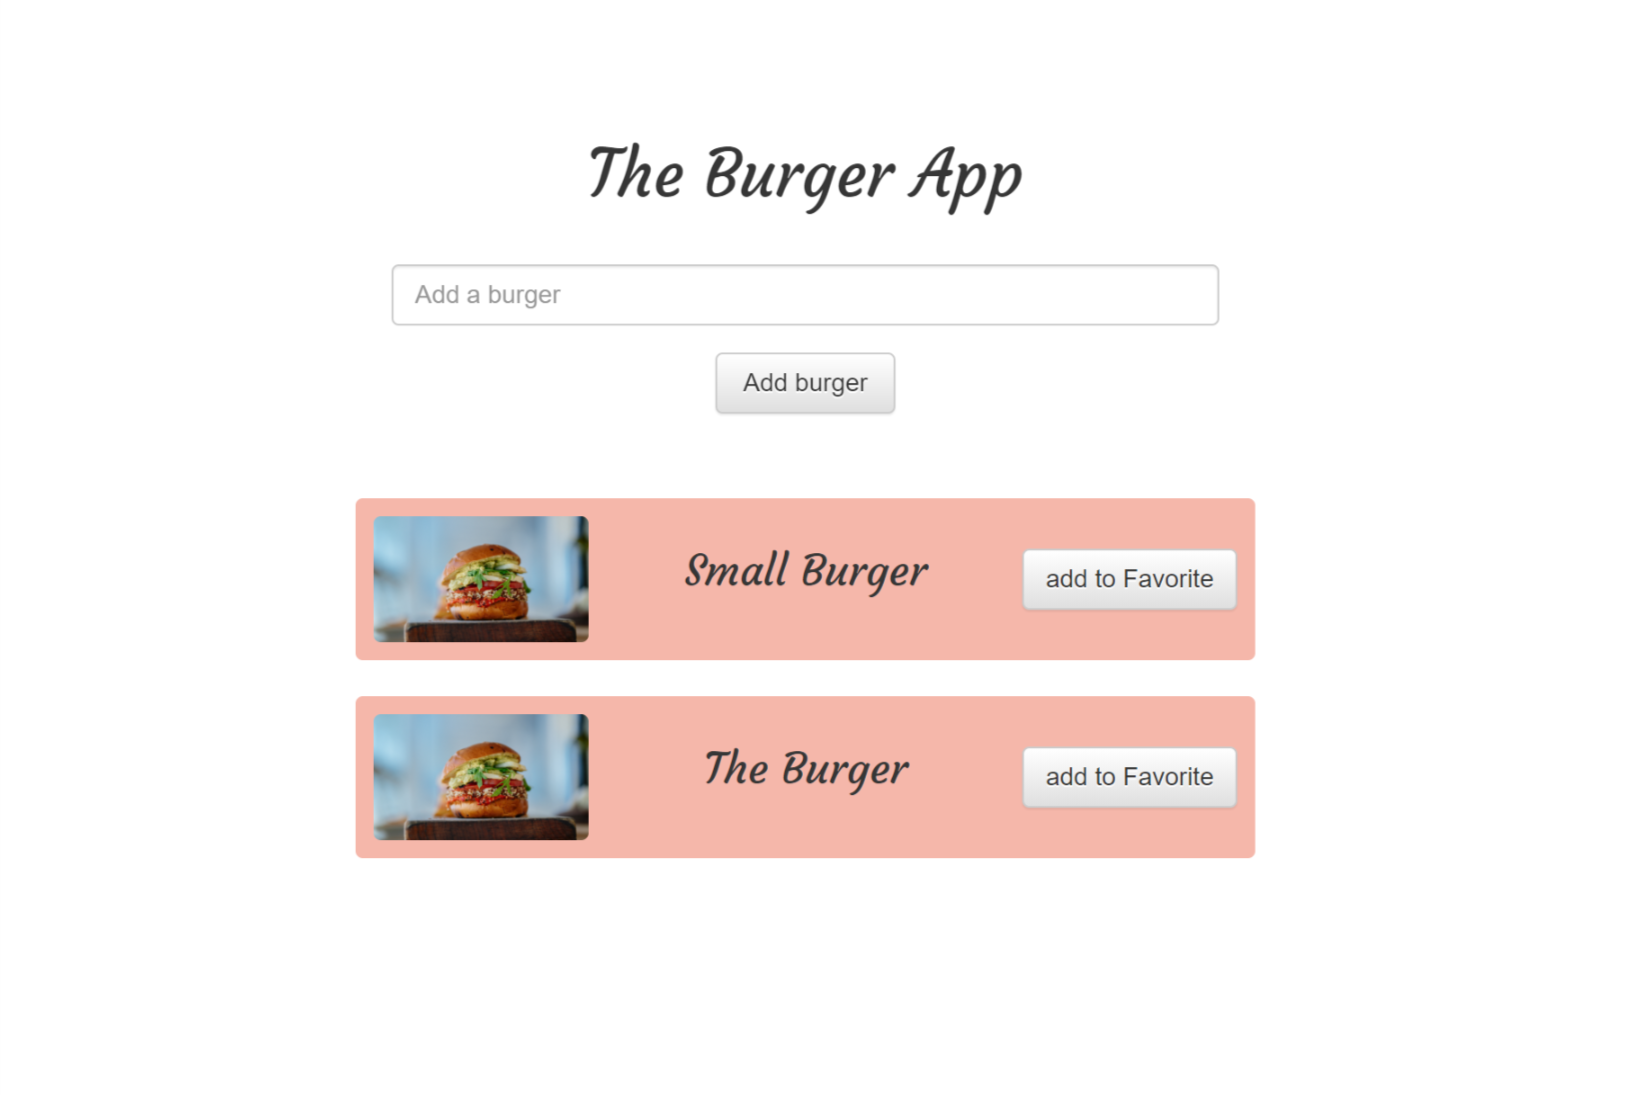 The Burger App
Add a burger
Add burger
Small Burger
add to Favorite
The Burger
add to Favorite